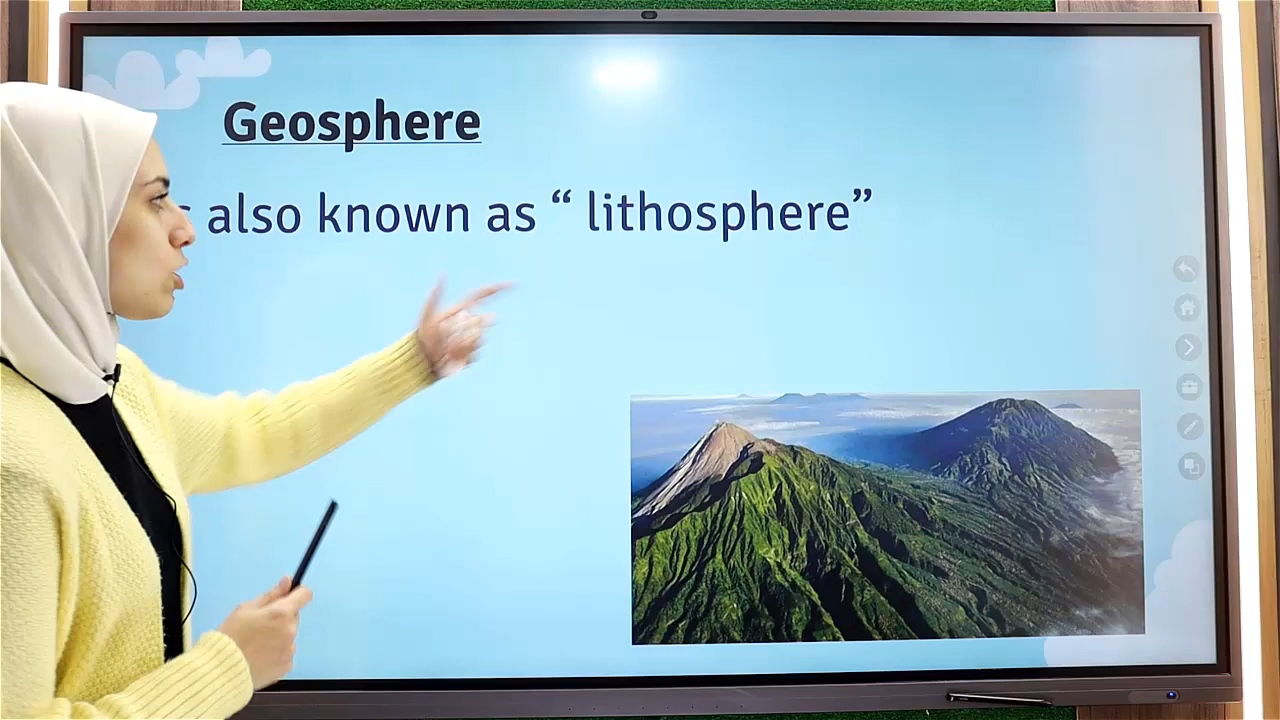 Geosphere
also known as “ lithosphere”